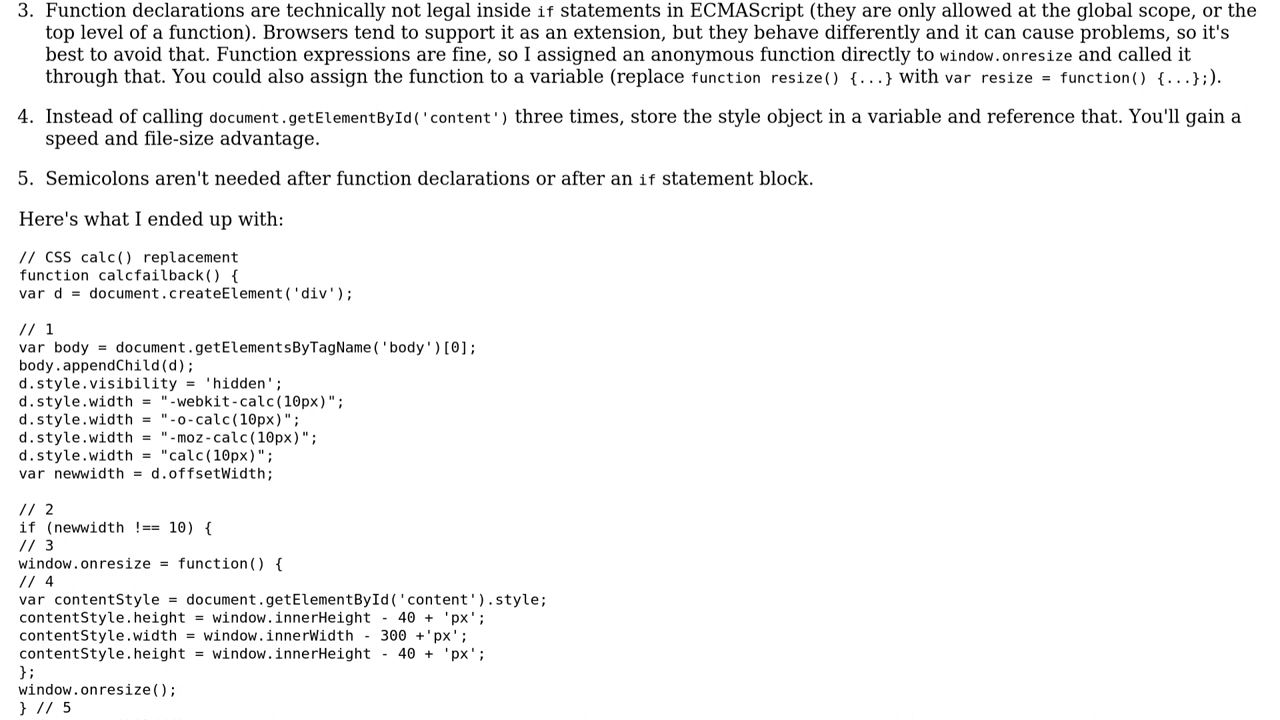 3. Function declarations are technically not legal inside if statements in ECMAScript (they are only allowed at the global scope, or the
top level of a function). Browsers tend to support it as an extension, but they behave differently and it can cause problems, so it's
best to avoid that. Function expressions are fine, so I assigned an anonymous function directly to window.onresize and called it
through that. You could also assign the function to a variable (replace function resize() {...} with var resize = function() {...};).
4. Instead of calling document.getElementById('content') three times, store the style object in a variable and reference that. You'll gain a
speed and file-size advantage.
5. Semicolons aren't needed after function declarations or after an if statement block.
Here's what I ended up with:
// CSS calc() replacement
function calcfailback() {
var d = document.createElement('div');
// 1
var body = document.getElementsByTagName('body')[0];
body.appendChild(d);
d.style.visibility = 'hidden';
d.style.width = "-webkit-calc(10px)";
d.style.width = "-o-calc(10px)";
d.style.width = "-moz-calc(10px)";
d.style.width = "calc(10px)";
var newwidth = d.offsetWidth;
// 2
if (newwidth !== 10) {
// 3
window.onresize = function() {
// 4
var contentStyle = document.getElementById('content').style;
contentStyle.height = window.innerHeight - 40 + 'px';
contentStyle.width = window.innerWidth - 300 +'px';
contentStyle.height = window.innerHeight - 40 + 'px';
};
window.onresize();
} // 5